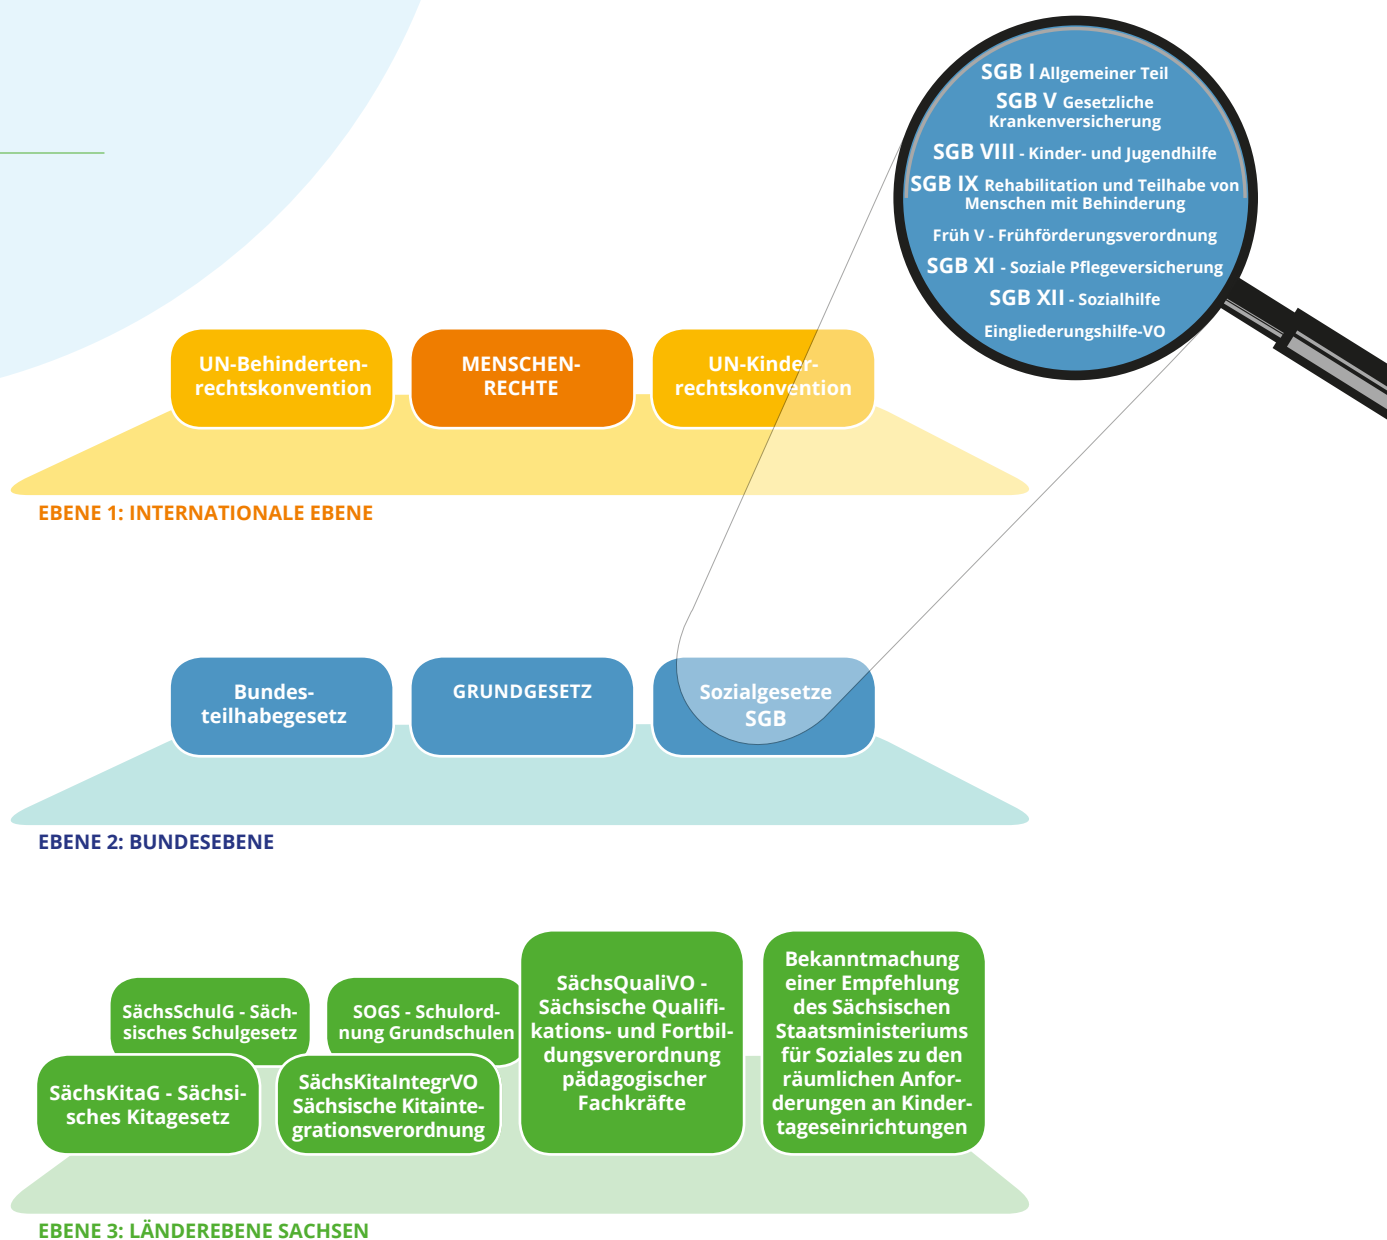 SGB I Allgemeiner Teil
SGB V Gesetzliche
Krankenversicherung
SGB VIII - Kinder- und Jugendhilfe
SGB IX Rehabilitation und Teilhabe von
Menschen mit Behinderung
Früh V - Frühförderungsverordnung
SGB XI - Soziale Pflegeversicherung
SGB XII - Sozialhilfe
Eingliederungshilfe-VO
UN-Behinderten-
rechtskonvention
MENSCHEN-
RECHTE
UN-Kinder-
rechtskonvention
EBENE 1: INTERNATIONALE EBENE
Bundes-
teilhabegesetz
GRUNDGESETZ
Sozialgesetze
SGB
EBENE 2: BUNDESEBENE
SächsSchulG - Säch-
sisches Schulgesetz
SOGS - Schulord-
nung Grundschulen
SächsKitaG - Sächsi-
sches Kitagesetz
SächsKitaIntegrVO
Sächsische Kitainte-
grationsverordnung
SächsQualiVO -
Sächsische Qualifi-
kations- und Fortbil-
dungsverordnung
pädagogischer
Fachkräfte
Bekanntmachung
einer Empfehlung
des Sächsischen
Staatsministeriums
für Soziales zu den
räumlichen Anfor-
derungen an Kinder-
tageseinrichtungen
EBENE 3: LÄNDEREBENE SACHSEN